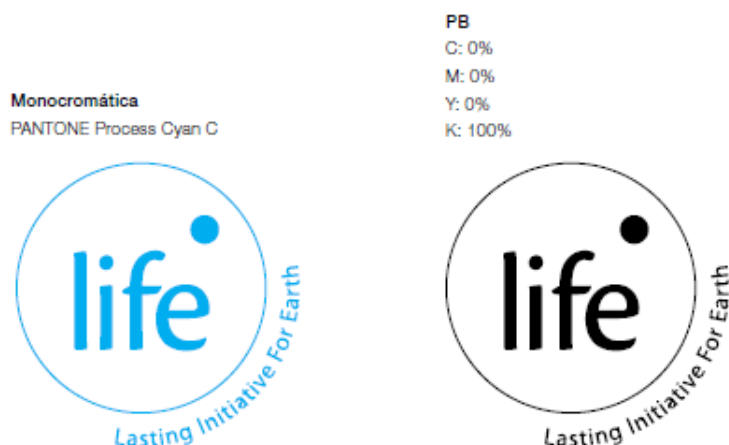 Monocromática
PANTONE Process Cyan C
life
Lasting Initiative For Earth
PB
C: 0%
M: 0%
Y: 0%
K: 100%
life
Lasting Initiative For Earth